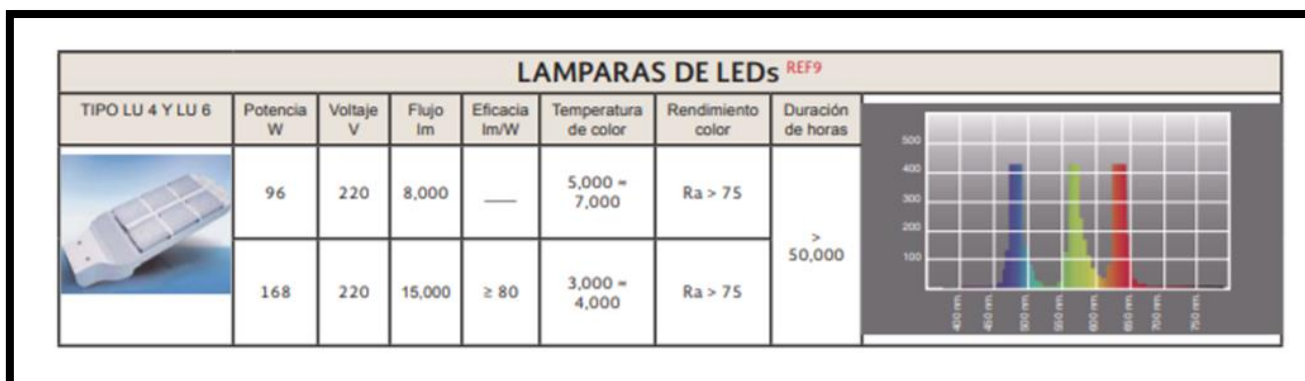 LAMPARAS DE LEDs REF9
TIPO LU 4 Y LU 6
Potencia
W
Voltaje
V
Flujo
lm
Eficacia
lm/W
Temperatura
de color
Rendimiento
color
Duración
de horas
96
220
8,000
___
5,000 ≈
7,000
Ra > 75
>
50,000
168
220
15,000
≥ 80
3,000 ≈
4,000
Ra > 75
500
400
300
200
100
400 nm.
450 nm.
500 nm.
550 nm.
600 nm.
650 nm.
700 nm.
750 nm.